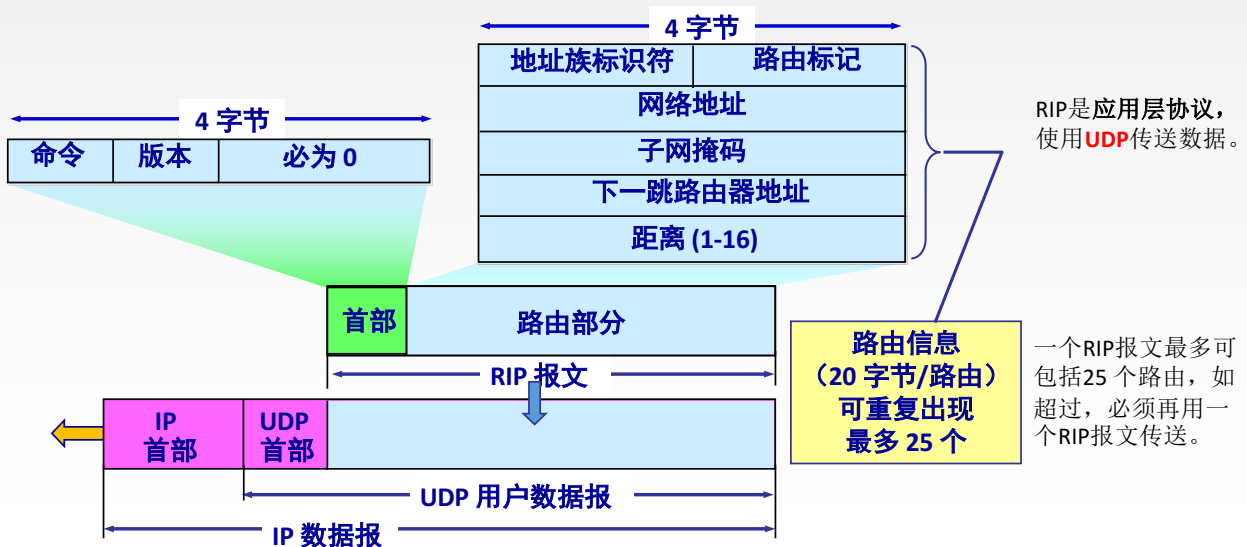 4 字节
地址族标识符 路由标记
网络地址
子网掩码
下一跳路由器地址
距离 (1-16)
RIP是应用层协议，
使用UDP传送数据。
4 字节
命令 版本 必为 0
首部 路由部分
RIP 报文
路由信息
（20 字节/路由）
可重复出现
最多 25 个
一个RIP报文最多可
包括25 个路由，如
超过，必须再用一
个RIP报文传送。
IP
首部
UDP
首部
UDP 用户数据报
IP 数据报